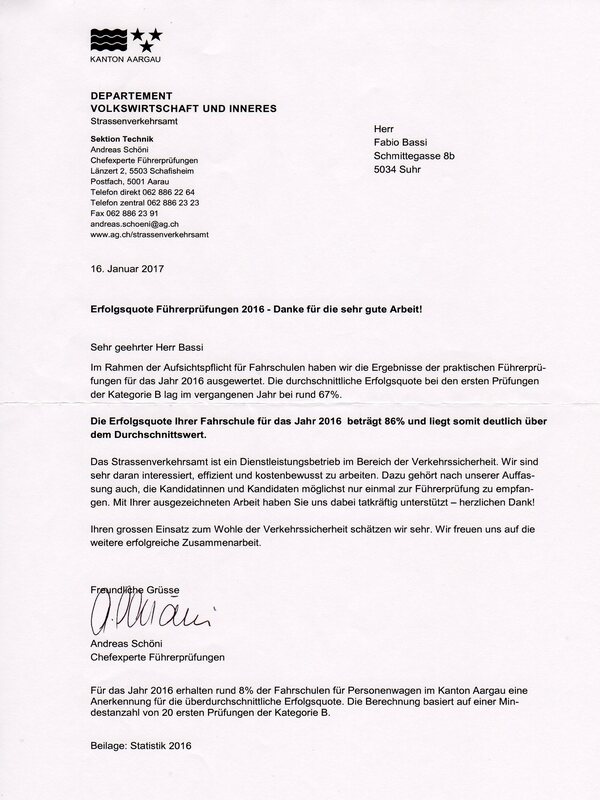 KANTON AARGAU
DEPARTEMENT
VOLKSWIRTSCHAFT UND INNERES
Strassenverkehrsamt
Sektion Technik
Andreas Schöni
Chefexperte Führerprüfungen
Länzert 2, 5503 Schafisheim
Postfach, 5001 Aarau
Telefon direkt 062 886 22 64
Telefon zentral 062 886 23 23
Fax 062 886 23 91
andreas.schoeni@ag.ch
www.ag.ch/strassenverkehrsamt
Herr
Fabio Bassi
Schmittegasse 8b
5034 Suhr
16. Januar 2017
Erfolgsquote Führerprüfungen 2016 - Danke für die sehr gute Arbeit!
Sehr geehrter Herr Bassi
Im Rahmen der Aufsichtspflicht für Fahrschulen haben wir die Ergebnisse der praktischen Führerprü-
fungen für das Jahr 2016 ausgewertet. Die durchschnittliche Erfolgsquote bei den ersten Prüfungen
der Kategorie B lag im vergangenen Jahr bei rund 67%.
Die Erfolgsquote Ihrer Fahrschule für das Jahr 2016 beträgt 86% und liegt somit deutlich über
dem Durchschnittswert.
Das Strassenverkehrsamt ist ein Dienstleistungsbetrieb im Bereich der Verkehrssicherheit. Wir sind
sehr daran interessiert, effizient und kostenbewusst zu arbeiten. Dazu gehört nach unserer Auffas-
sung auch, die Kandidatinnen und Kandidaten möglichst nur einmal zur Führerprüfung zu empfan-
gen. Mit Ihrer ausgezeichneten Arbeit haben Sie uns dabei tatkräftig unterstützt – herzlichen Dank!
Ihren grossen Einsatz zum Wohle der Verkehrssicherheit schätzen wir sehr. Wir freuen uns auf die
weitere erfolgreiche Zusammenarbeit.
Freundliche Grüsse
Andreas Schöni
Chefexperte Führerprüfungen
Für das Jahr 2016 erhalten rund 8% der Fahrschulen für Personenwagen im Kanton Aargau eine
Anerkennung für die überdurchschnittliche Erfolgsquote. Die Berechnung basiert auf einer Min-
destanzahl von 20 ersten Prüfungen der Kategorie B.
Beilage: Statistik 2016